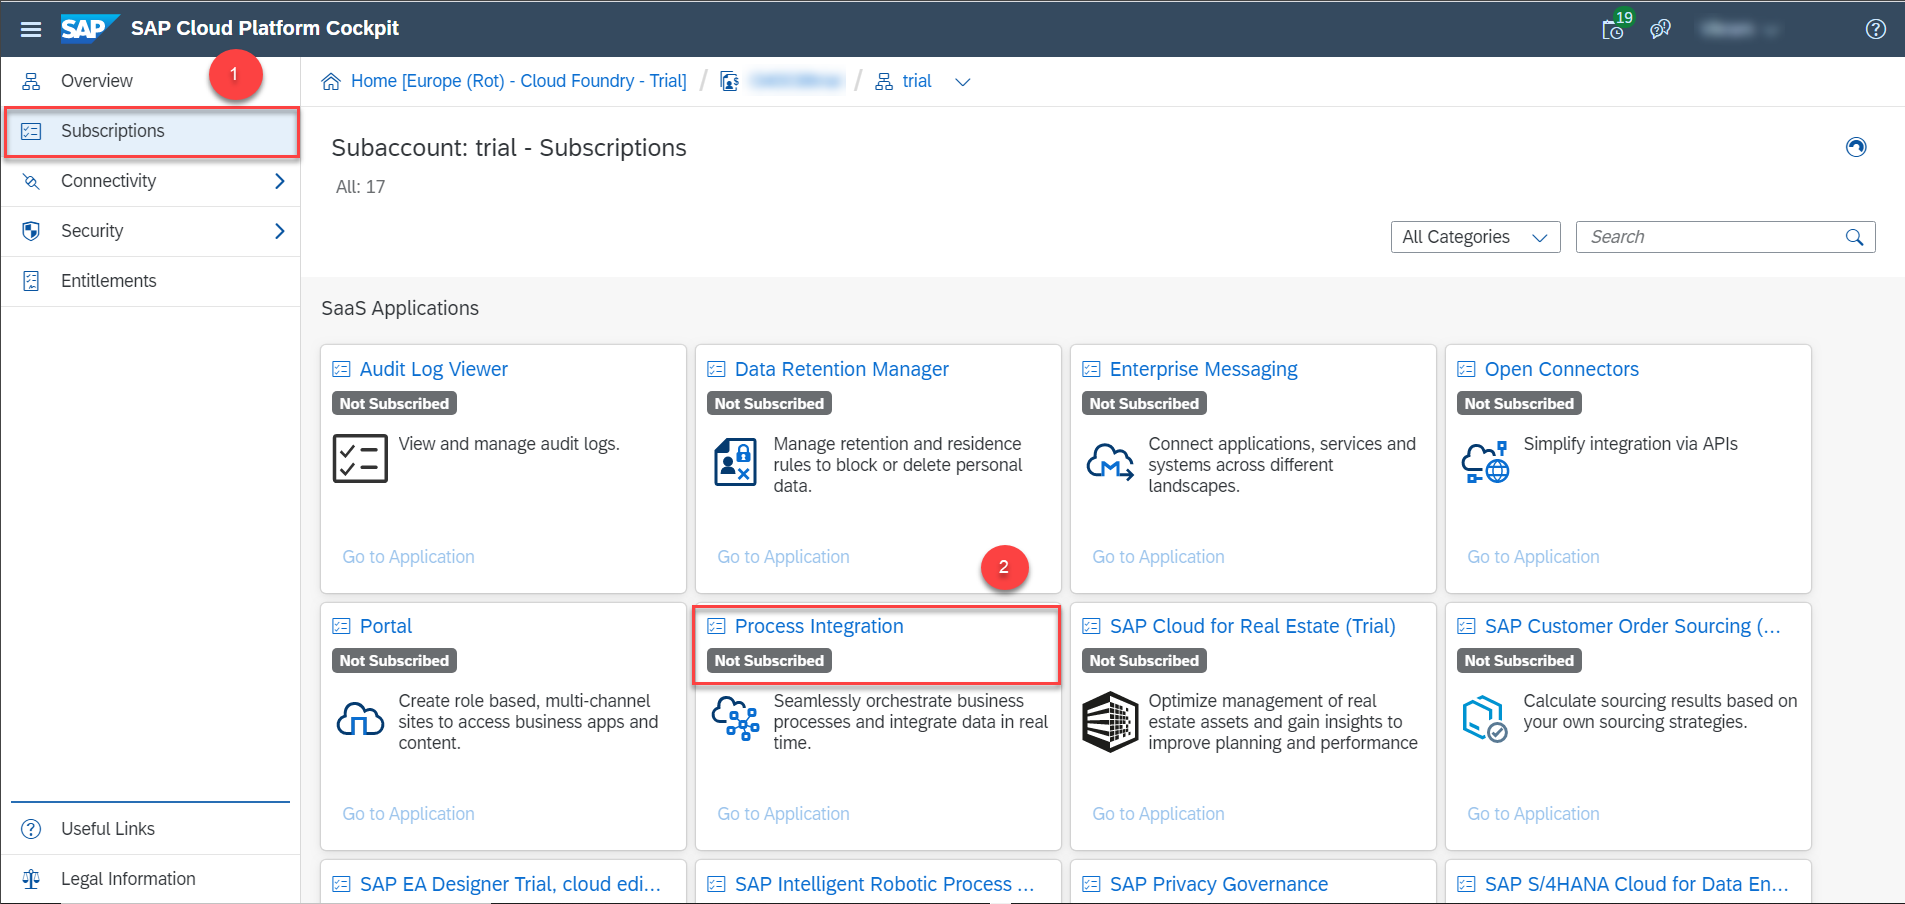 SAP SAP Cloud Platform Cockpit
19
Overview
1
Subscriptions
Connectivity
Security
Entitlements
Useful Links
Legal Information
Home [Europe (Rot) - Cloud Foundry - Trial] / / trial
Subaccount: trial - Subscriptions
All: 17
All Categories
Search
SaaS Applications
Audit Log Viewer
Not Subscribed
View and manage audit logs.
Go to Application
Data Retention Manager
Not Subscribed
Manage retention and residence
rules to block or delete personal
data.
Go to Application
Enterprise Messaging
Not Subscribed
Connect applications, services and
systems across different
landscapes.
Go to Application
Open Connectors
Not Subscribed
Simplify integration via APIs
Go to Application
2
Portal
Not Subscribed
Create role based, multi-channel
sites to access business apps and
content.
Go to Application
Process Integration
Not Subscribed
Seamlessly orchestrate business
processes and integrate data in real
time.
Go to Application
SAP Cloud for Real Estate (Trial)
Not Subscribed
Optimize management of real
estate assets and gain insights to
improve planning and performance
Go to Application
SAP Customer Order Sourcing (...
Not Subscribed
Calculate sourcing results based on
your own sourcing strategies.
Go to Application
SAP EA Designer Trial, cloud edi...
SAP Intelligent Robotic Process ...
SAP Privacy Governance
SAP S/4HANA Cloud for Data En...